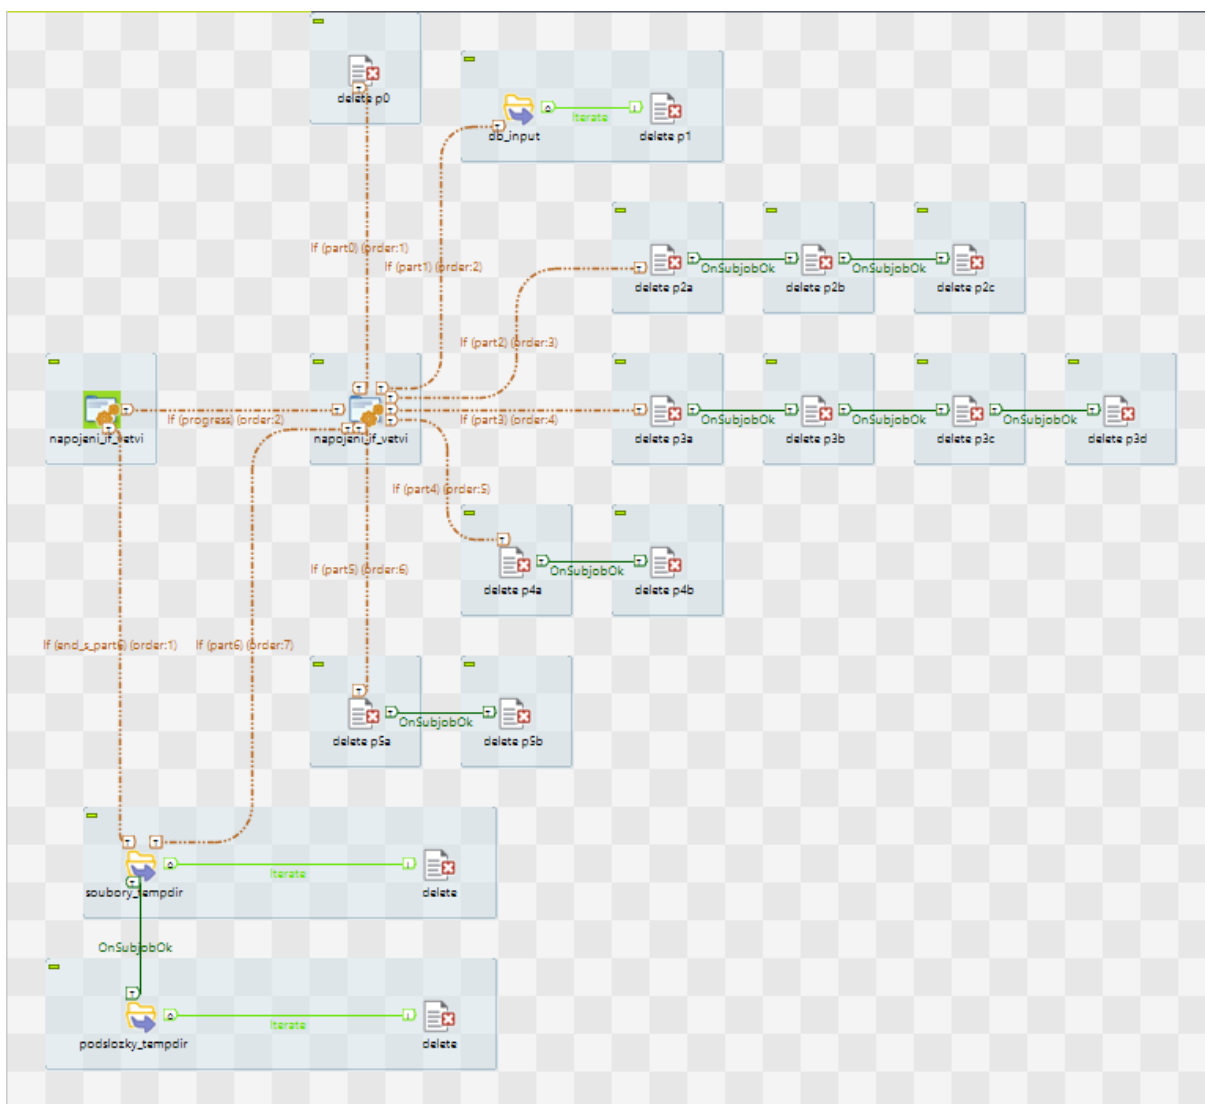 delete p0
db_input
Iterate
delete p1
If (part0) (order:1)
If (part1) (order:2)
delete p2a
OnSubjobOk
delete p2b
OnSubjobOk
delete p2c
If (part2) (order:3)
napojeni_if_vetvi
If (progress) (order:2)
napojeni_if_vetvi
If (part3) (order:4)
delete p3a
OnSubjobOk
delete p3b
OnSubjobOk
delete p3c
OnSubjobOk
delete p3d
If (part4) (order:5)
If (part5) (order:6)
delete p4a
OnSubjobOk
delete p4b
If (end_s_part6) (order:1)
If (part6) (order:7)
delete p5a
OnSubjobOk
delete p5b
soubory_tempdir
Iterate
delete
OnSubjobOk
podslozky_tempdir
Iterate
delete